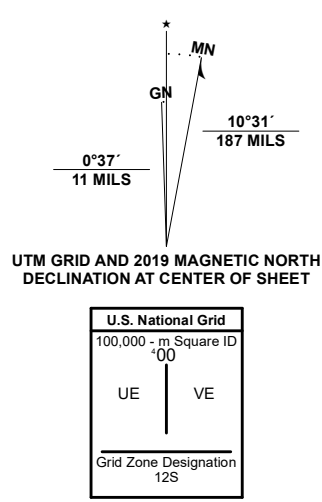 ★
MN
GN
10°31´
187 MILS
0°37´
11 MILS
UTM GRID AND 2019 MAGNETIC NORTH
DECLINATION AT CENTER OF SHEET
U.S. National Grid
100,000 - m Square ID
⁴00
UE VE
Grid Zone Designation
12S